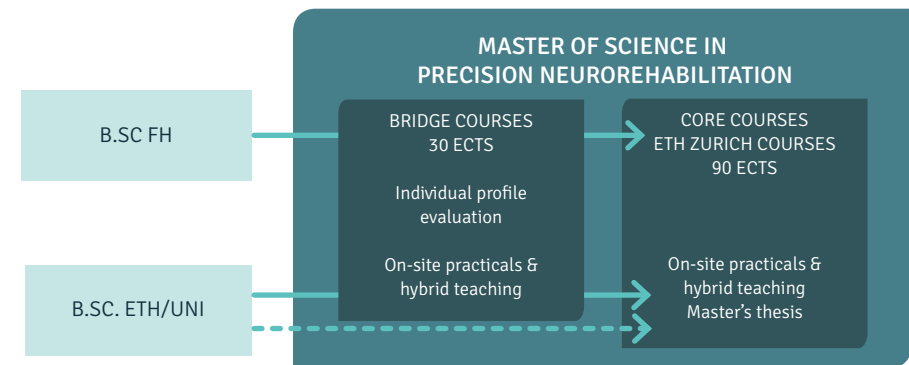 MASTER OF SCIENCE IN
PRECISION NEUROREHABILITATION
B.SC FH
BRIDGE COURSES
30 ECTS
Individual profile
evaluation
On-site practicals &
hybrid teaching
CORE COURSES
ETH ZURICH COURSES
90 ECTS
On-site practicals &
hybrid teaching
Master's thesis
B.SC. ETH/UNI